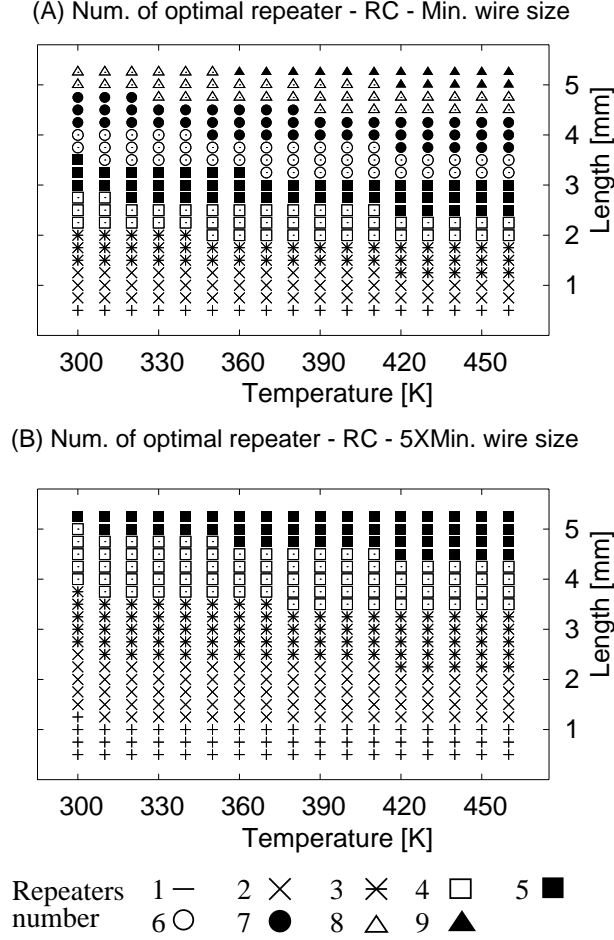 (A) Num. of optimal repeater - RC - Min. wire size
5
4
3
2
1
Length [mm]
300 330 360 390 420 450
Temperature [K]
(B) Num. of optimal repeater - RC - 5XMin. wire size
5
4
3
2
1
Length [mm]
300 330 360 390 420 450
Temperature [K]
Repeaters 1 2 3 4 5
number 6 7 8 9